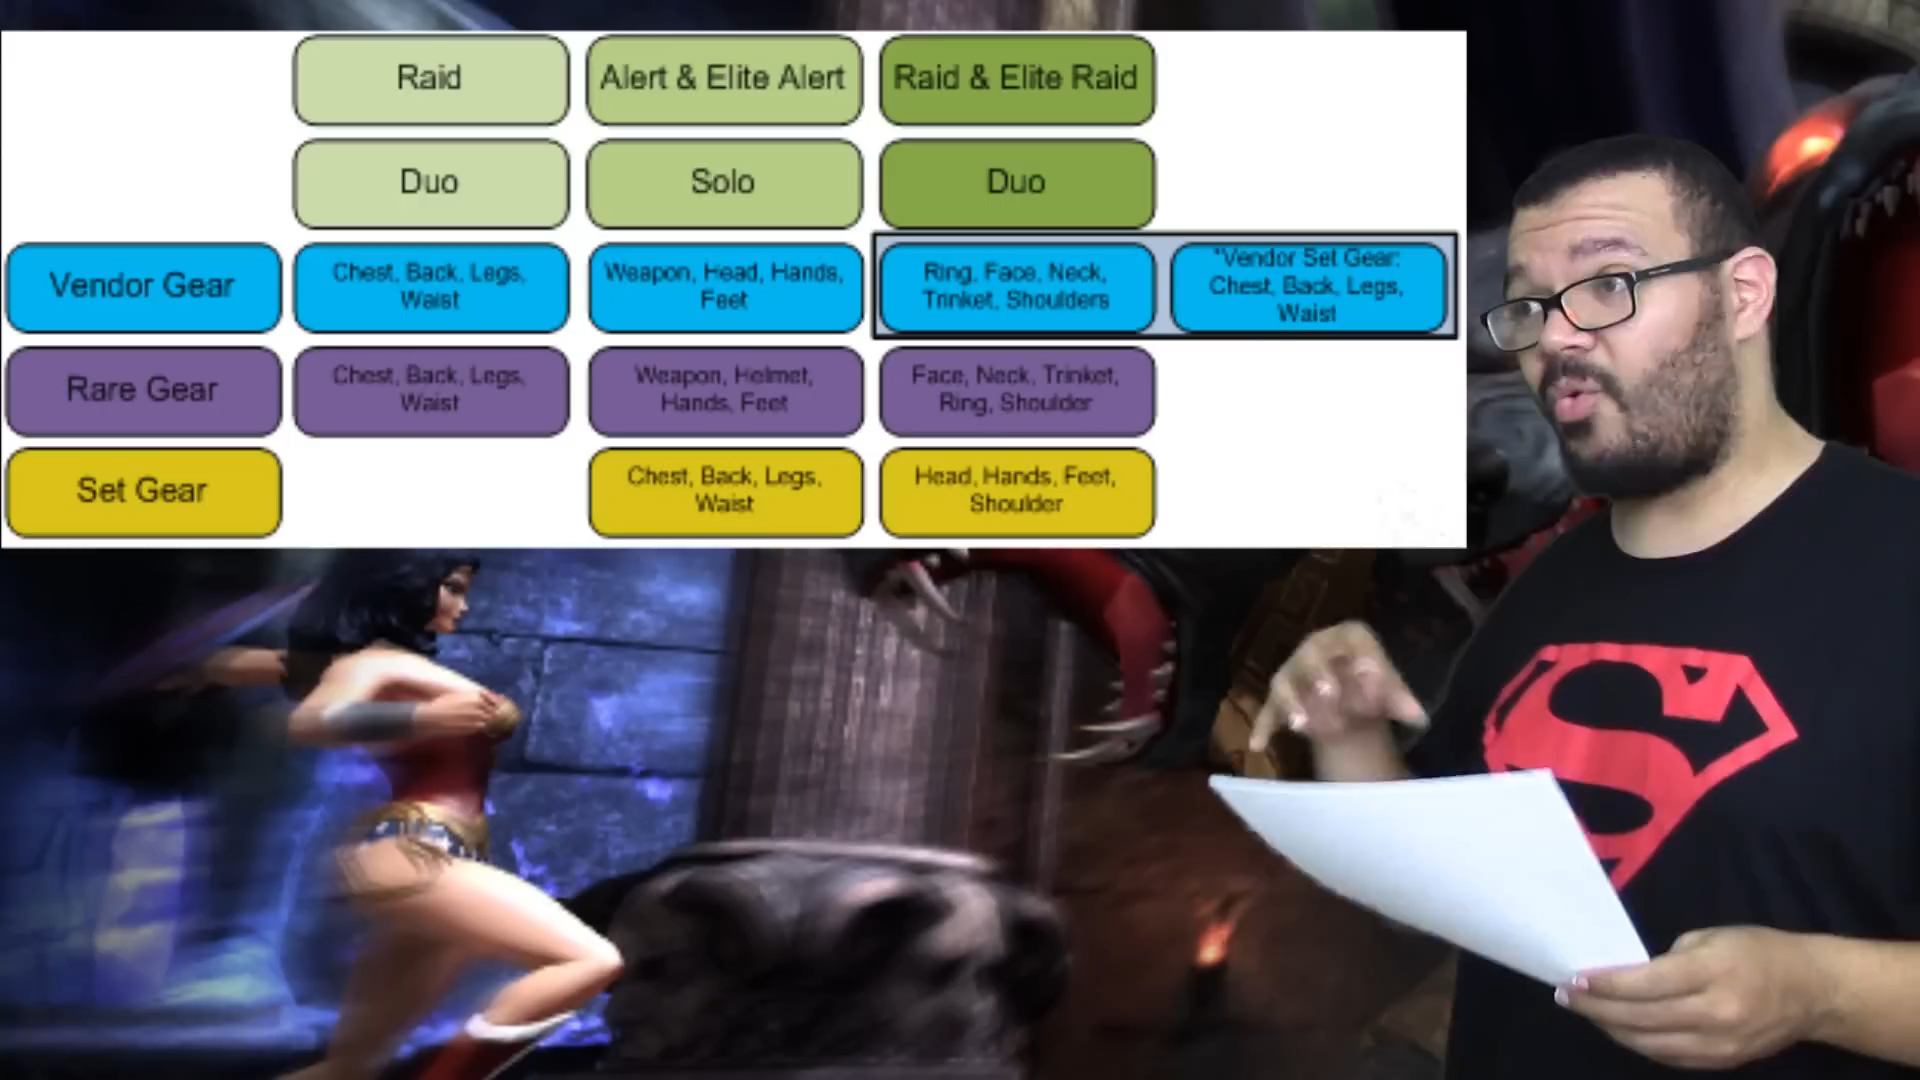 Raid
Alert & Elite Alert
Raid & Elite Raid
Duo
Solo
Duo
Vendor Gear
Chest, Back, Legs,
Waist
Weapon, Head, Hands,
Feet
Ring, Face, Neck,
Trinket, Shoulders
*Vendor Set Gear:
Chest, Back, Legs,
Waist
Rare Gear
Chest, Back, Legs,
Waist
Weapon, Helmet,
Hands, Feet
Face, Neck, Trinket,
Ring, Shoulder
Set Gear
Chest, Back, Legs,
Waist
Head, Hands, Feet,
Shoulder
S